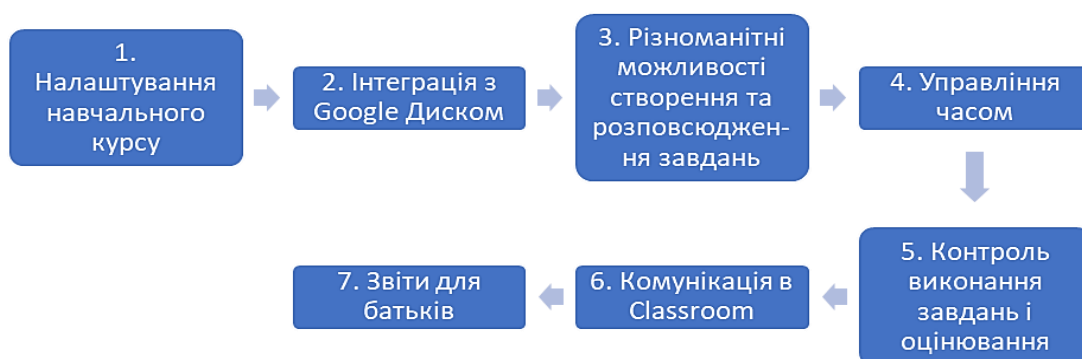 1.
Налаштування
навчального
курсу
2. Інтеграція з
Google Диском
3. Різноманітні
можливості
створення та
розповсюджен-
ня завдань
4. Управління
часом
5. Контроль
виконання
завдань і
оцінювання
6. Комунікація в
Classroom
7. Звіти для
батьків